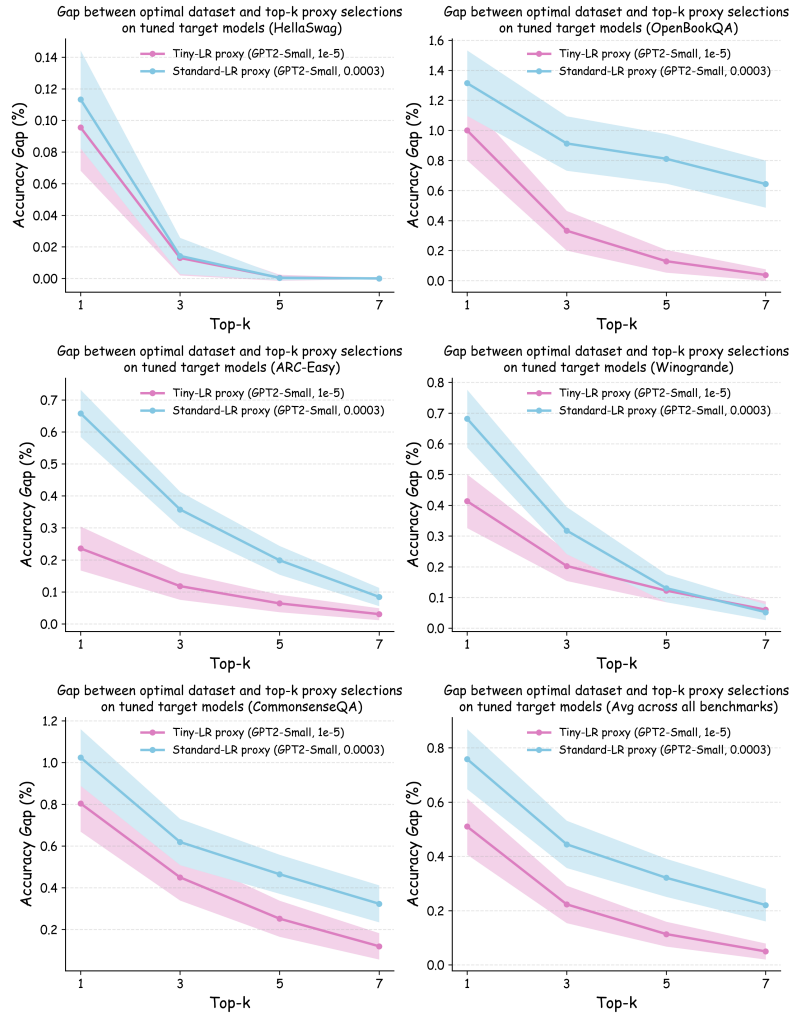 Gap between optimal dataset and top-k proxy selections
on tuned target models (HellaSwag)
Tiny-LR proxy (GPT2-Small, 1e-5)
Standard-LR proxy (GPT2-Small, 0.0003)
Accuracy Gap (%)
0.14
0.12
0.10
0.08
0.06
0.04
0.02
0.00
1 3 5 7
Top-k
Gap between optimal dataset and top-k proxy selections
on tuned target models (OpenBookQA)
Tiny-LR proxy (GPT2-Small, 1e-5)
Standard-LR proxy (GPT2-Small, 0.0003)
Accuracy Gap (%)
1.6
1.4
1.2
1.0
0.8
0.6
0.4
0.2
0.0
1 3 5 7
Top-k
Gap between optimal dataset and top-k proxy selections
on tuned target models (ARC-Easy)
Tiny-LR proxy (GPT2-Small, 1e-5)
Standard-LR proxy (GPT2-Small, 0.0003)
Accuracy Gap (%)
0.7
0.6
0.5
0.4
0.3
0.2
0.1
0.0
1 3 5 7
Top-k
Gap between optimal dataset and top-k proxy selections
on tuned target models (Winogrande)
Tiny-LR proxy (GPT2-Small, 1e-5)
Standard-LR proxy (GPT2-Small, 0.0003)
Accuracy Gap (%)
0.8
0.7
0.6
0.5
0.4
0.3
0.2
0.1
0.0
1 3 5 7
Top-k
Gap between optimal dataset and top-k proxy selections
on tuned target models (CommonsenseQA)
Tiny-LR proxy (GPT2-Small, 1e-5)
Standard-LR proxy (GPT2-Small, 0.0003)
Accuracy Gap (%)
1.2
1.0
0.8
0.6
0.4
0.2
1 3 5 7
Top-k
Gap between optimal dataset and top-k proxy selections
on tuned target models (Avg across all benchmarks)
Tiny-LR proxy (GPT2-Small, 1e-5)
Standard-LR proxy (GPT2-Small, 0.0003)
Accuracy Gap (%)
0.8
0.6
0.4
0.2
0.0
1 3 5 7
Top-k